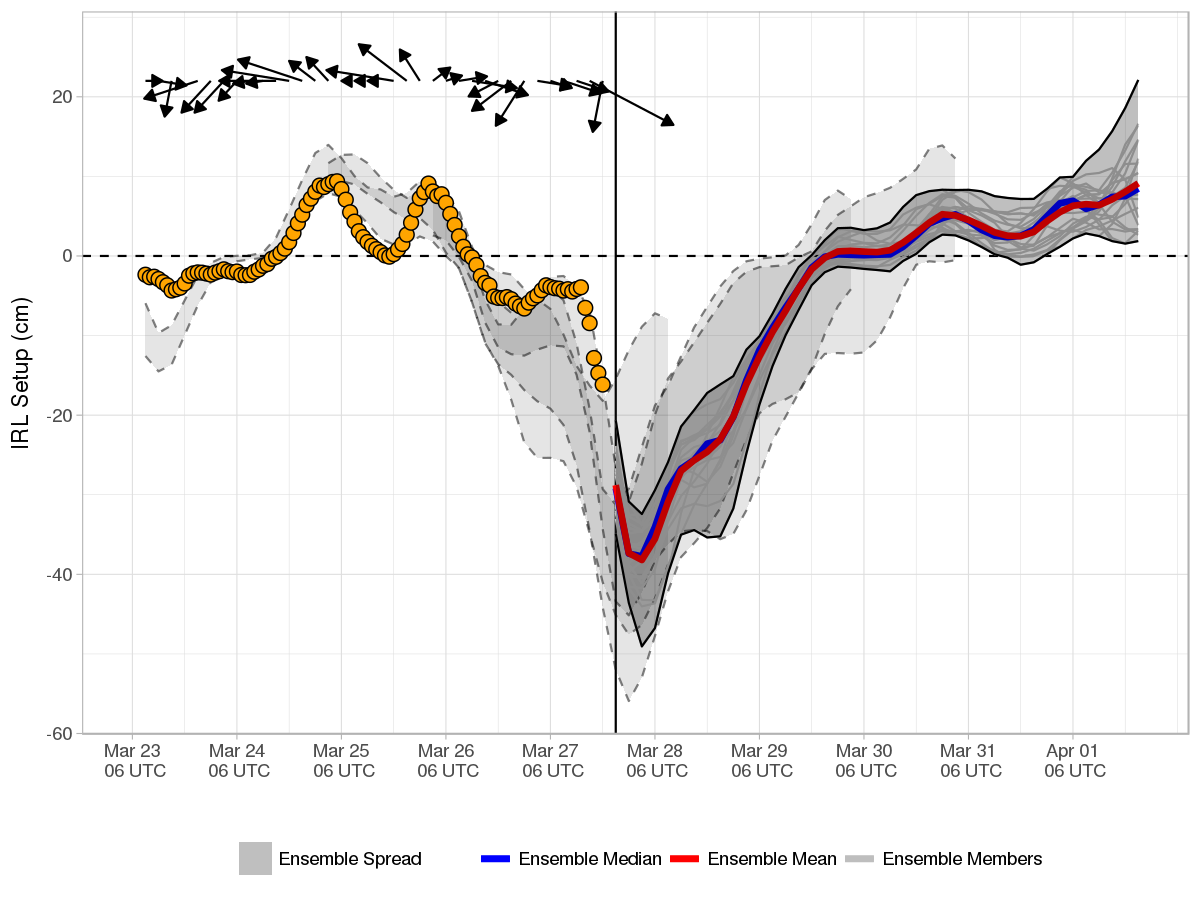 IRL Setup (cm)
20
0
-20
-40
-60
Mar 23 Mar 24 Mar 25 Mar 26 Mar 27 Mar 28 Mar 29 Mar 30 Mar 31 Apr 01
06 UTC 06 UTC 06 UTC 06 UTC 06 UTC 06 UTC 06 UTC 06 UTC 06 UTC 06 UTC
Ensemble Spread Ensemble Median Ensemble Mean Ensemble Members